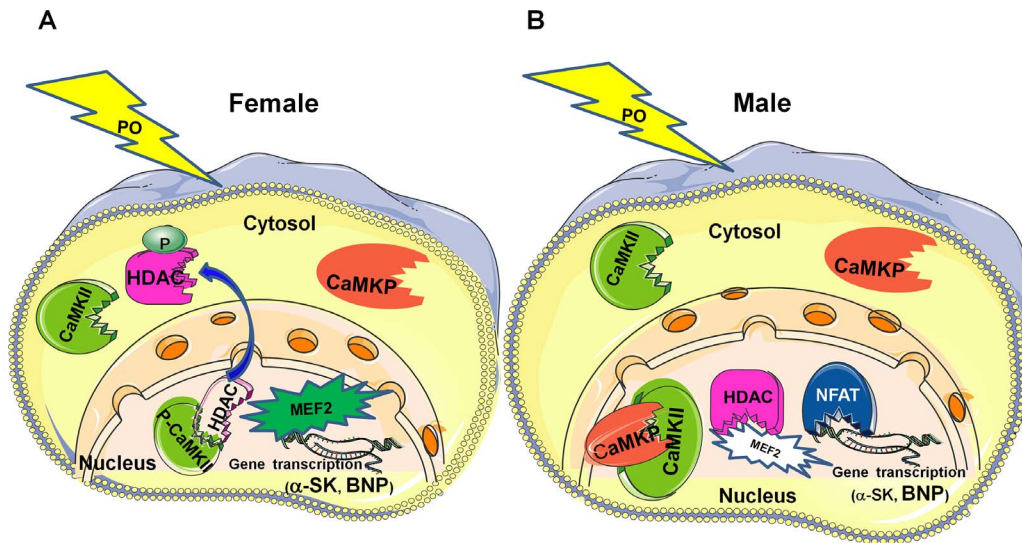 A
Female
PO
Cytosol
P
HDAC
CaMKP
CaMKII
HDAC
MEF2
P-CaMKII
Nucleus
Gene transcription
(α-SK, BNP)
B
Male
PO
Cytosol
CaMKII
CaMKP
HDAC
NFAT
CaMKP
CaMKII
MEF2
Gene transcription
(α-SK, BNP)
Nucleus